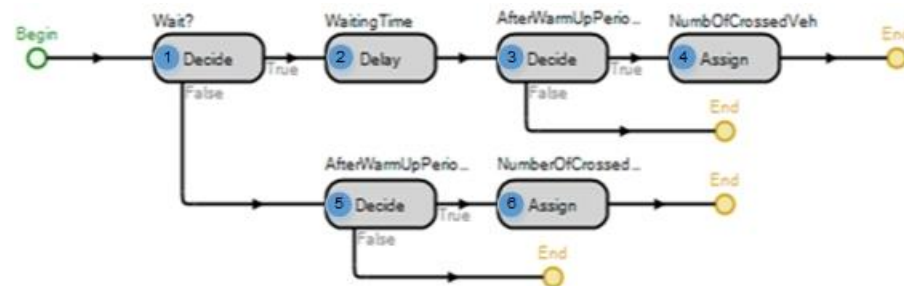 Wait?
WaitingTime
AfterWarmUpPerio...
NumbOfCrossedVeh
Begin
End
1 Decide
2 Delay
3 Decide
4 Assign
True
True
False
False
End
AfterWarmUpPerio...
NumberOfCrossed...
End
5 Decide
6 Assign
True
False
End